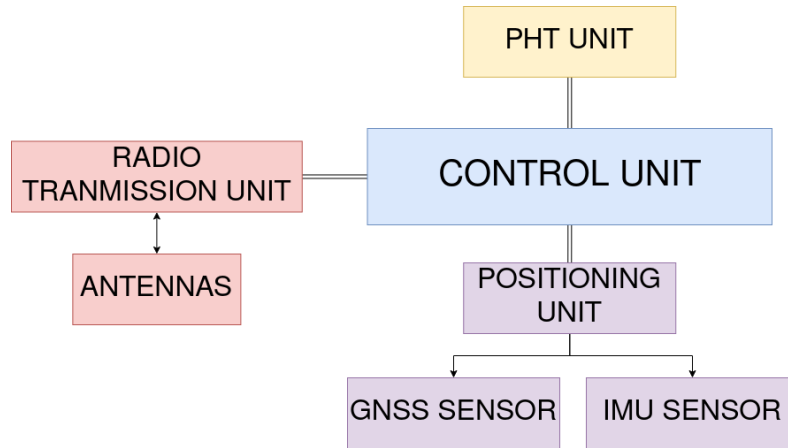 PHT UNIT
CONTROL UNIT
RADIO
TRANMISSION UNIT
ANTENNAS
POSITIONING
UNIT
GNSS SENSOR
IMU SENSOR